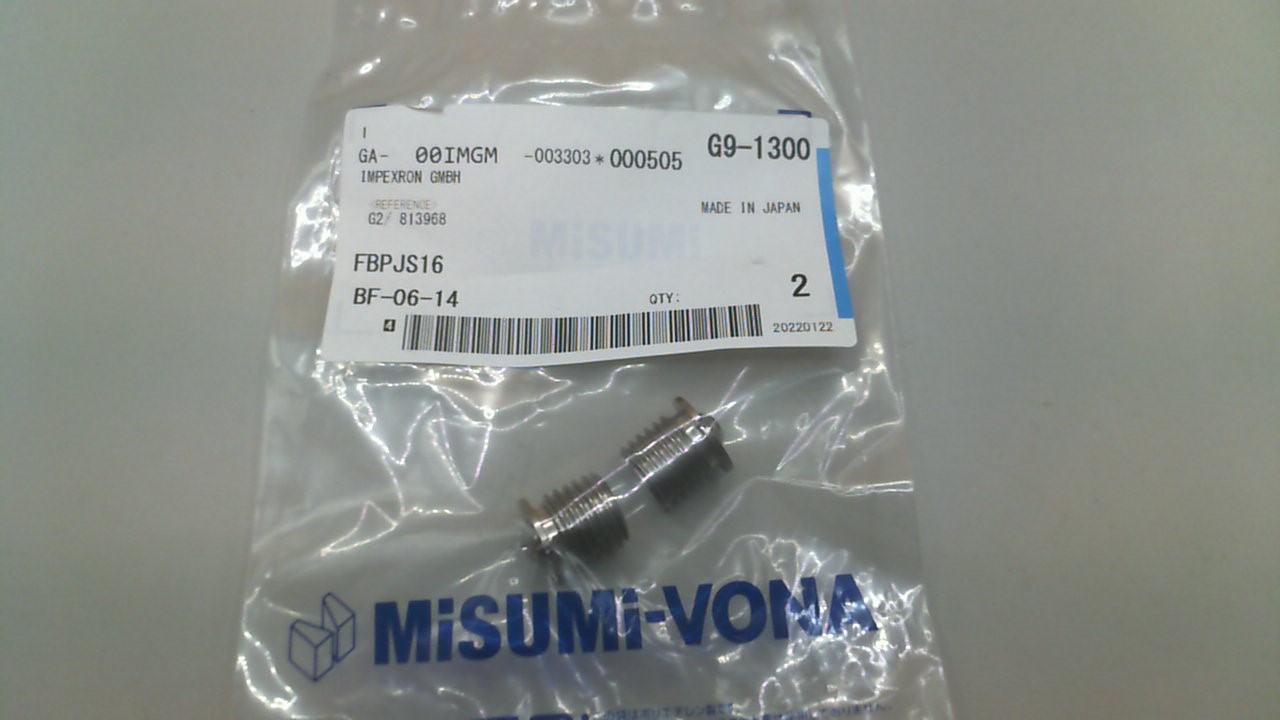 I
GA- 00IMGM -003303*000505 G9-1300
IMPEXRON GMBH
<REFERENCE>
G2/ 813968 MADE IN JAPAN
MiSUMi
FBPJS16
BF-06-14 QTY: 2
4 20220122
MiSUMi-VONA